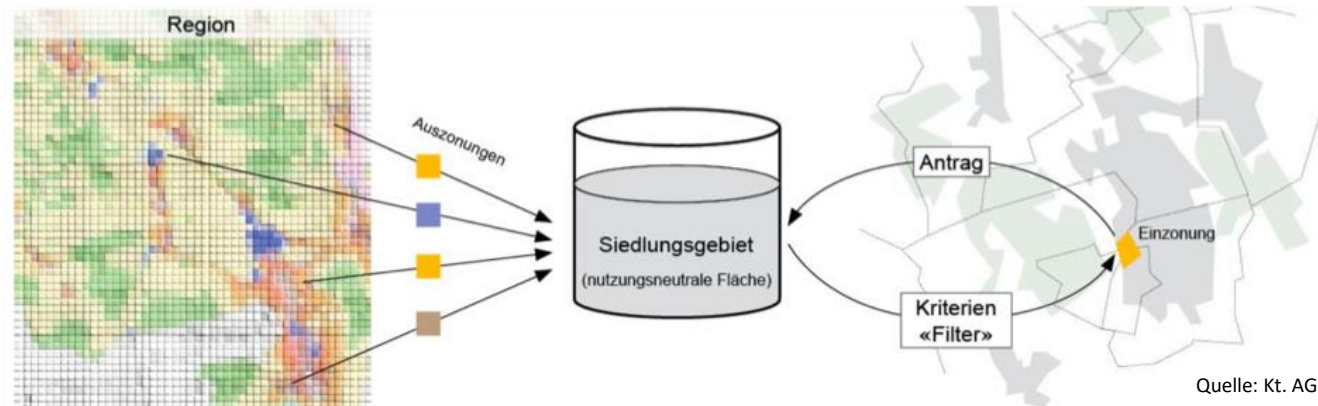 Region
Auszonungen
Siedlungsgebiet
(nutzungsneutrale Fläche)
Antrag
Einzonung
Kriterien
«Filter»
Quelle: Kt. AG